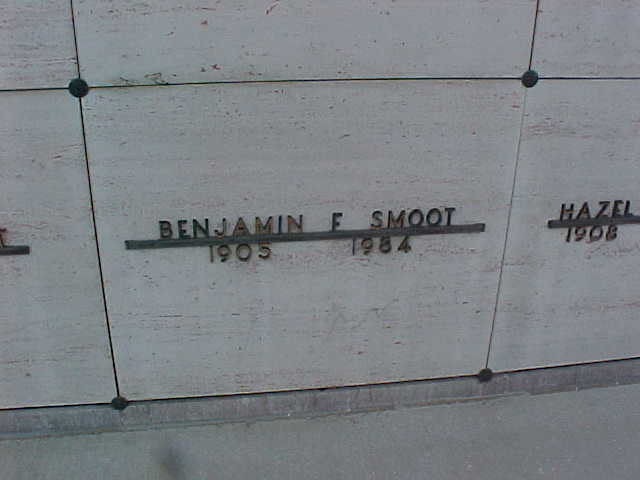 BENJAMIN F SMOOT
1905 1984
HAZEL
1908